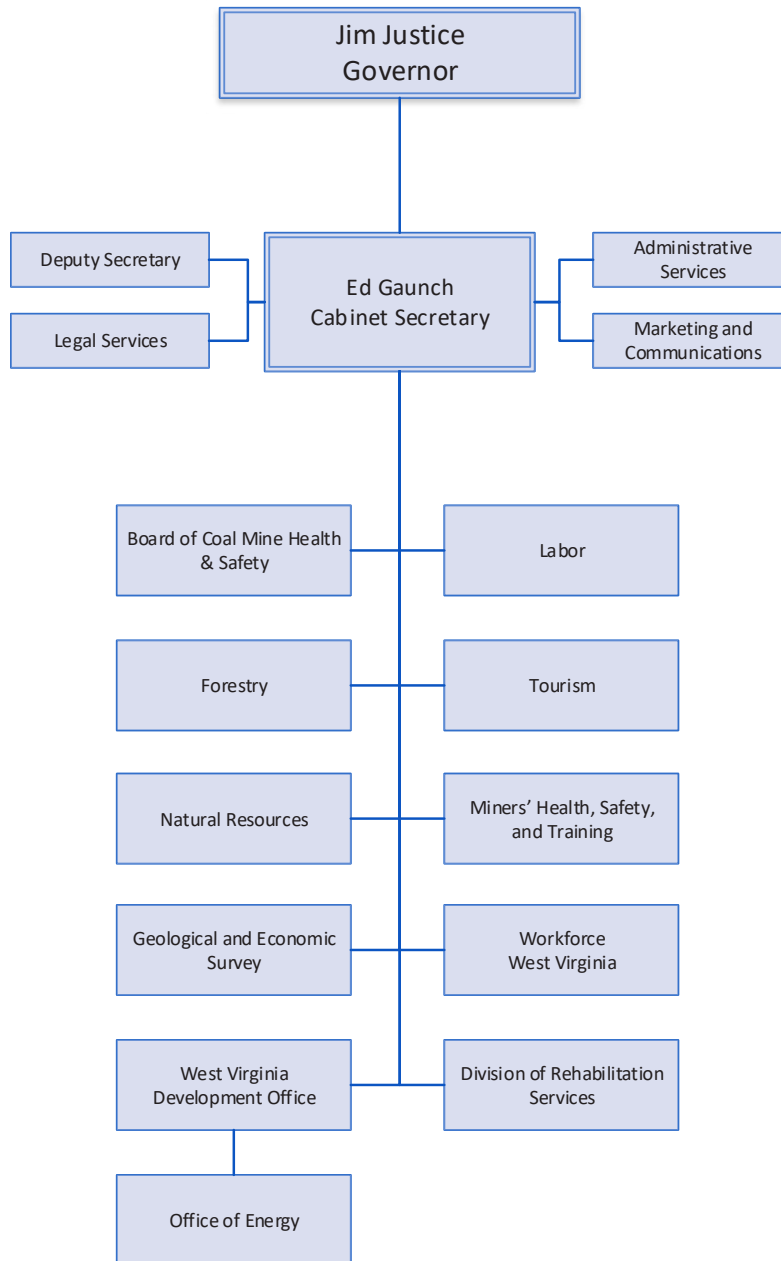 Jim Justice
Governor
Deputy Secretary
Legal Services
Ed Gaunch
Cabinet Secretary
Administrative
Services
Marketing and
Communications
Board of Coal Mine Health
& Safety
Labor
Forestry
Tourism
Natural Resources
Miners’ Health, Safety,
and Training
Geological and Economic
Survey
Workforce
West Virginia
West Virginia
Development Office
Division of Rehabilitation
Services
Office of Energy